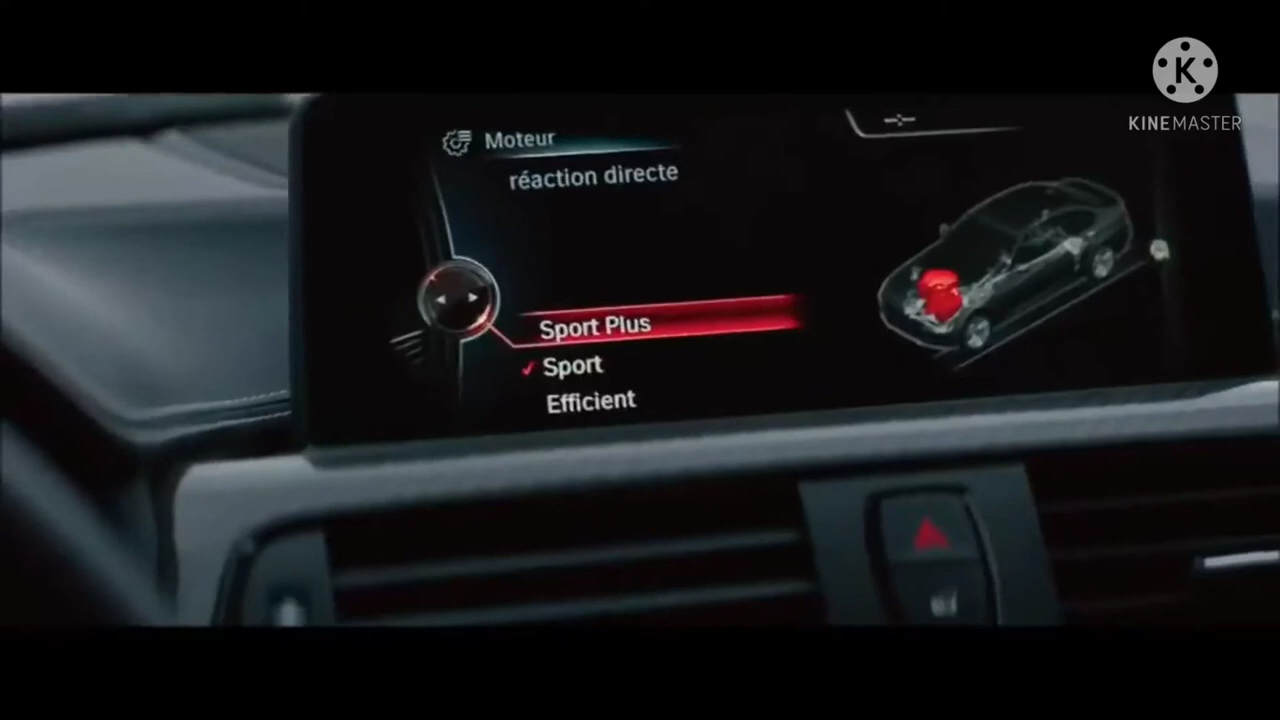 KINEMASTER
Moteur
réaction directe
Sport Plus
Sport
Efficient